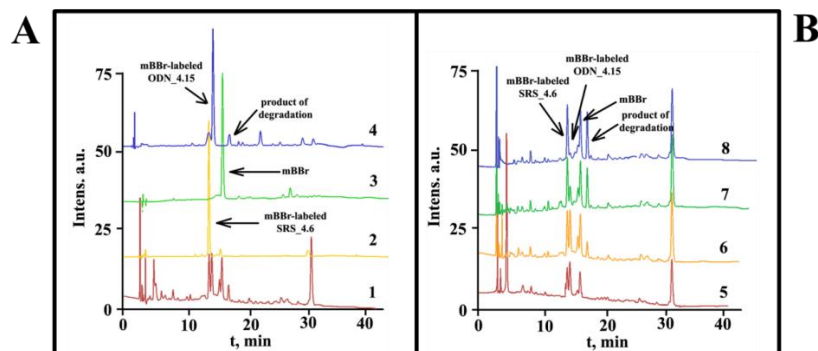 A
B
Intens. a.u.
75
50
25
0
mBBr-labeled
ODN_4.15
product of
degradation
4
3
mBBr
mBBr-labeled
SRS_4.6
2
1
0
10
20
30
40
t, min
Intens. a.u.
75
50
25
0
mBBr-labeled
ODN_4.15
mBBr-labeled
SRS_4.6
mBBr
product of
degradation
8
7
6
5
0
10
20
30
40
t, min